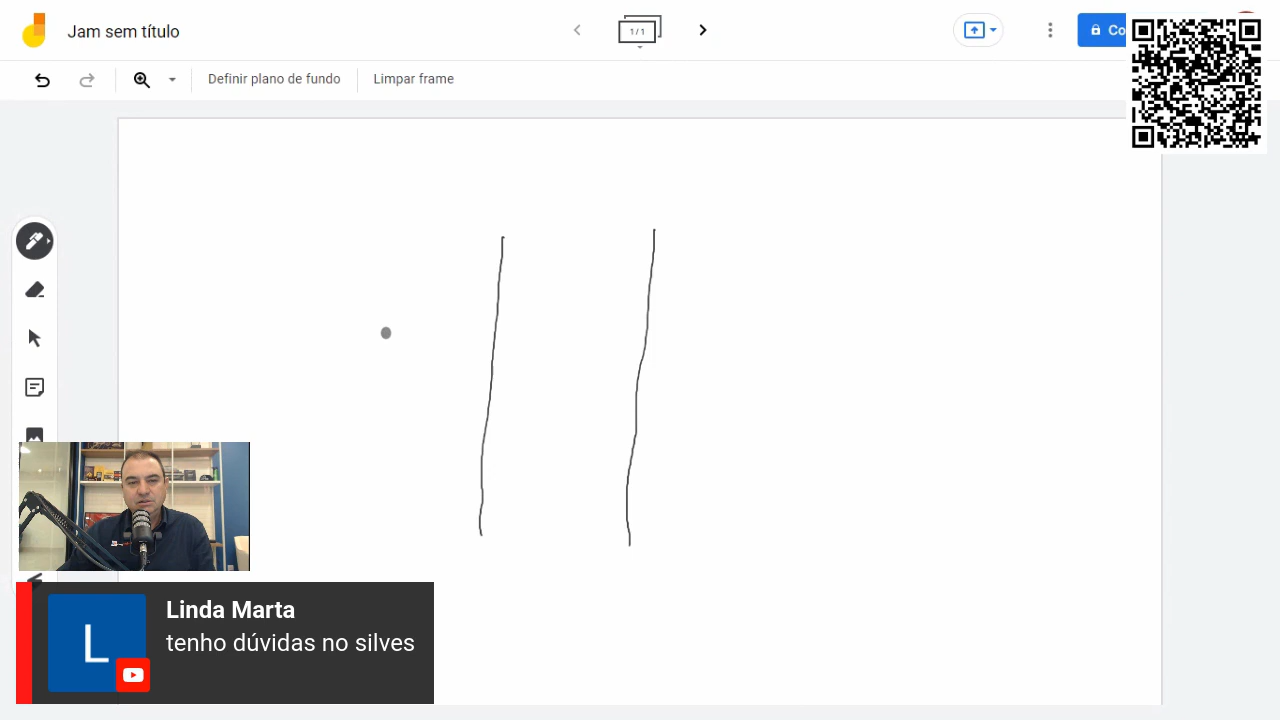 Jam sem título
1 / 1
Co
Definir plano de fundo
Limpar frame
Linda Marta
tenho dúvidas no silves
L